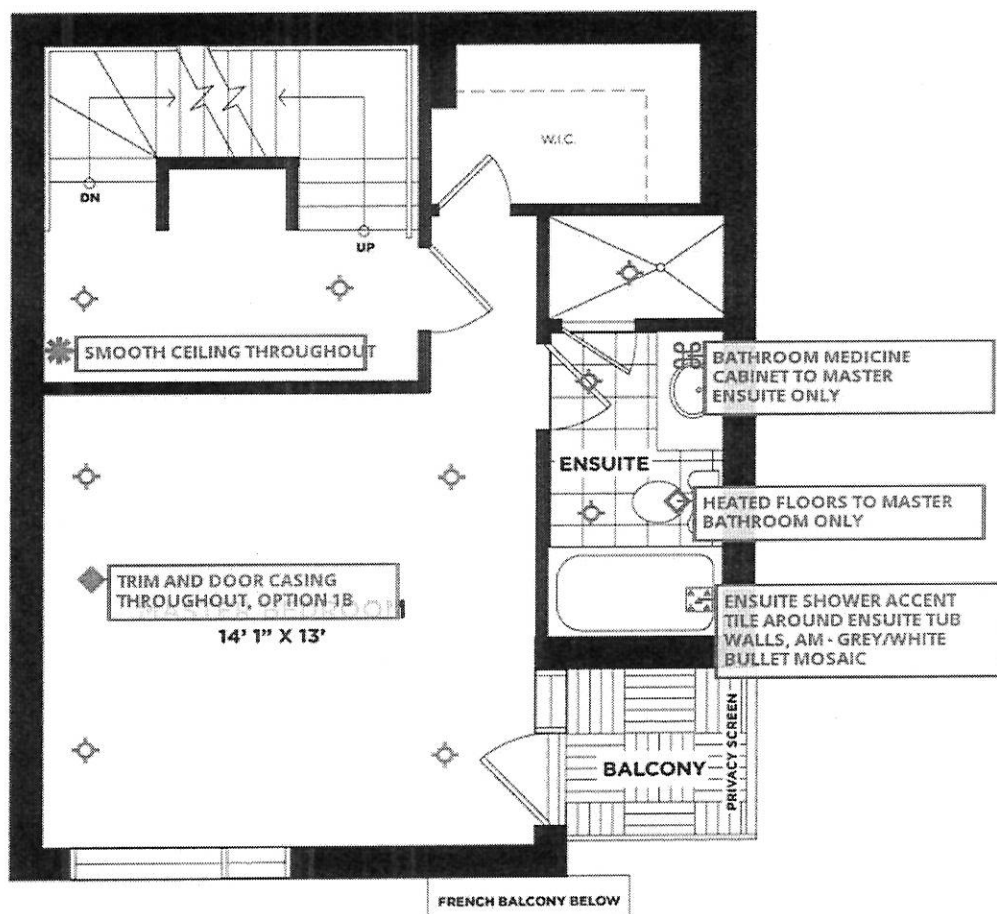 W.I.C.
DN
UP
SMOOTH CEILING THROUGHOUT
BATHROOM MEDICINE
CABINET TO MASTER
ENSUITE ONLY
ENSUITE
HEATED FLOORS TO MASTER
BATHROOM ONLY
TRIM AND DOOR CASING
THROUGHOUT, OPTION 1B
MASTER BEDROOM
14' 1" X 13'
ENSUITE SHOWER ACCENT
TILE AROUND ENSUITE TUB
WALLS, AM - GREY/WHITE
BULLET MOSAIC
BALCONY
PRIVACY SCREEN
FRENCH BALCONY BELOW